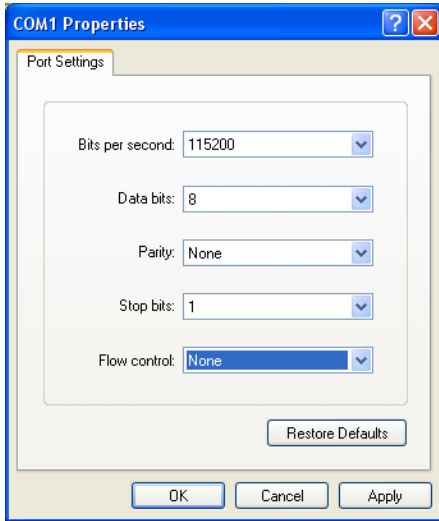 COM1 Properties
Port Settings
Bits per second: 115200
Data bits: 8
Parity: None
Stop bits: 1
Flow control: None
Restore Defaults
OK Cancel Apply